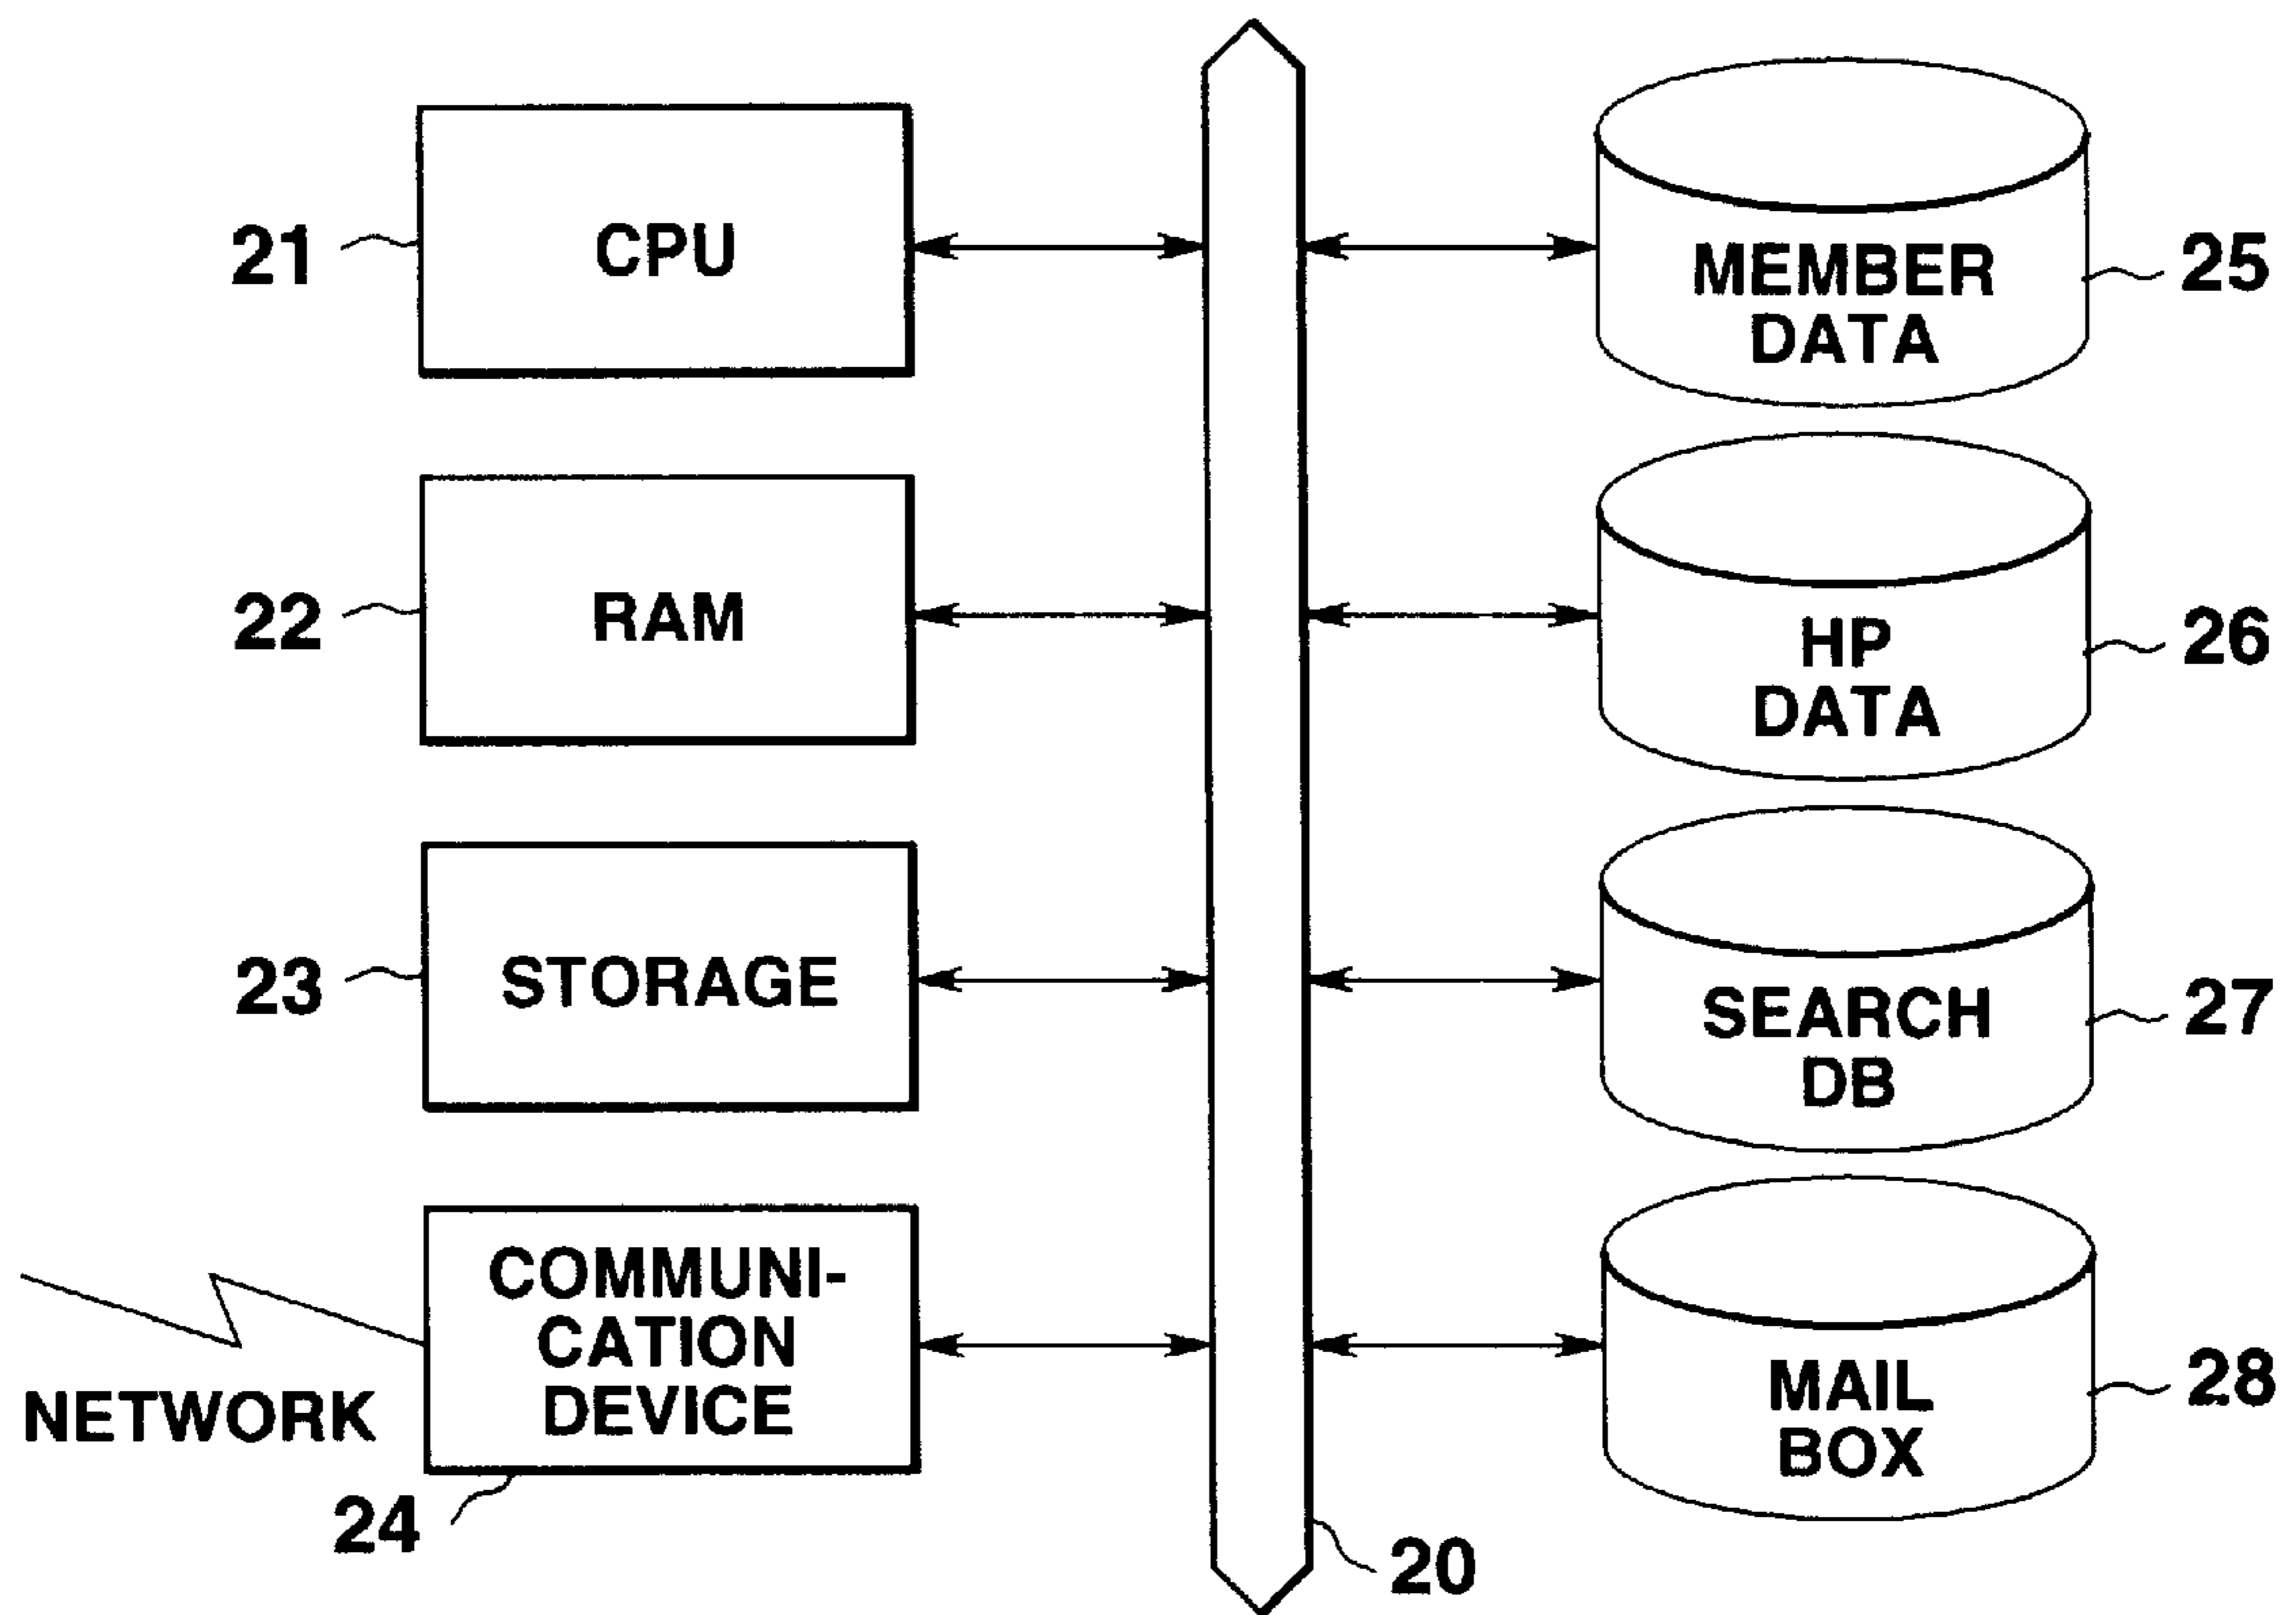 21
CPU
MEMBER
DATA
25
22
RAM
HP
DATA
26
23
STORAGE
SEARCH
DB
27
NETWORK
COMMUNI-
CATION
DEVICE
24
MAIL
BOX
28
20